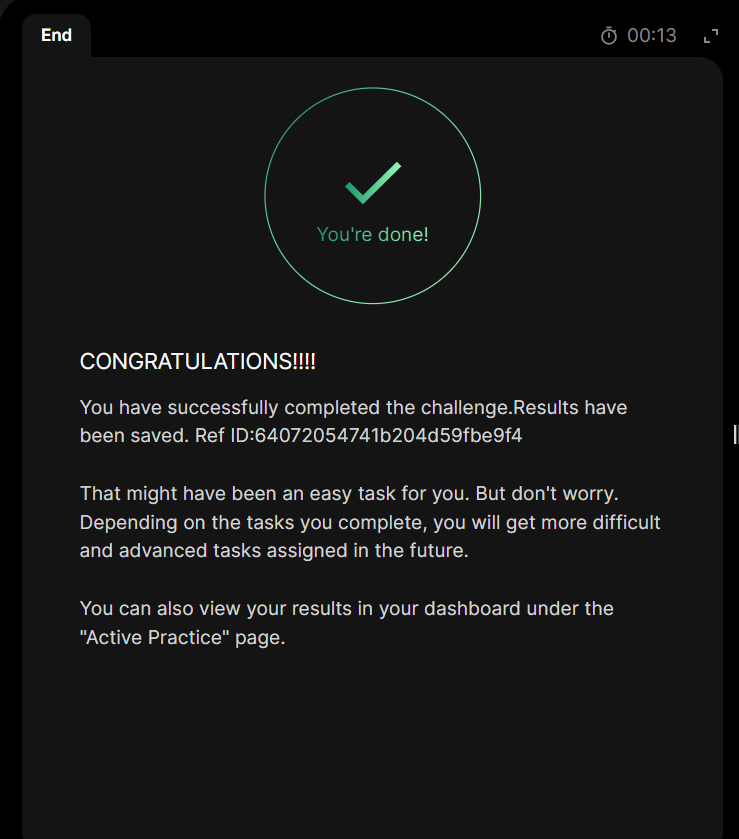 End
00:13
You're done!
CONGRATULATIONS!!!!
You have successfully completed the challenge.Results have
been saved. Ref ID:64072054741b204d59fbe9f4
That might have been an easy task for you. But don't worry.
Depending on the tasks you complete, you will get more difficult
and advanced tasks assigned in the future.
You can also view your results in your dashboard under the
"Active Practice" page.